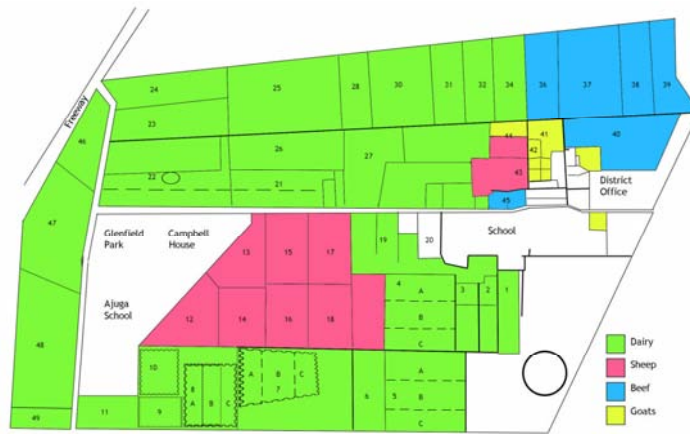 24
25
28
30
31
32
34
36
37
38
39
23
Freeway
46
26
27
44
41
42
40
22
21
43
45
District
Office
47
Glenfield
Park
Campbell
House
13
15
17
19
20
School
Ajuga
School
12
14
16
18
4
A
B
C
3
2
1
48
10
8
A
B
C
A
B
C
7
6
5
A
B
C
49
11
9
Dairy
Sheep
Beef
Goats